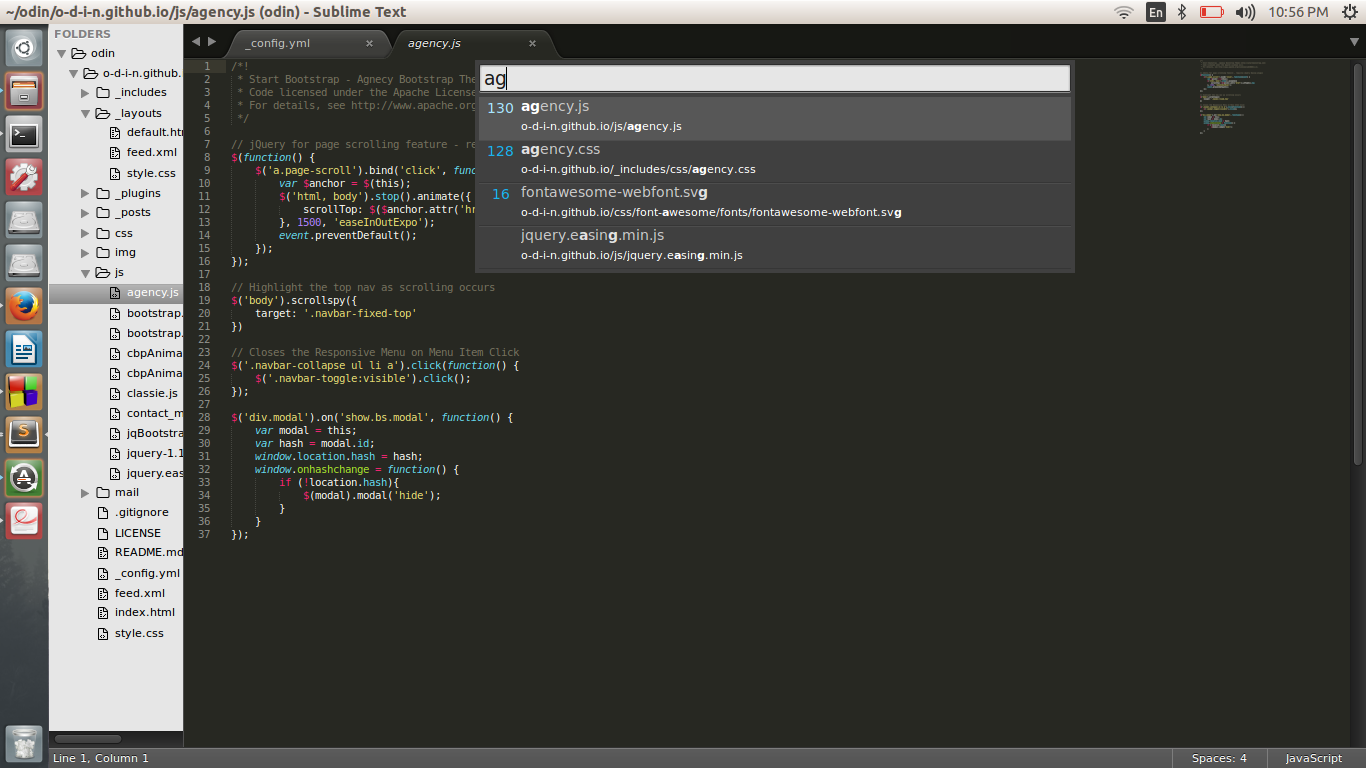 ~/odin/o-d-i-n.github.io/js/agency.js (odin) - Sublime Text
En
10:56 PM
FOLDERS
odin
o-d-i-n.github.
_includes
_layouts
default.htm
feed.xml
style.css
_plugins
_posts
css
img
js
agency.js
bootstrap.
bootstrap.
cbpAnima
cbpAnima
classie.js
contact_m
jqBootstra
jquery-1.1
jquery.eas
mail
.gitignore
LICENSE
README.md
_config.yml
feed.xml
index.html
style.css
_config.yml
agency.js
ag
130 agency.js
o-d-i-n.github.io/js/agency.js
128 agency.css
o-d-i-n.github.io/_includes/css/agency.css
16 fontawesome-webfont.svg
o-d-i-n.github.io/css/font-awesome/fonts/fontawesome-webfont.svg
jquery.easing.min.js
o-d-i-n.github.io/js/jquery.easing.min.js
1 /*!
2 * Start Bootstrap - Agnecy Bootstrap The
3 * Code licensed under the Apache License
4 * For details, see http://www.apache.org
5 */
6
7 // jQuery for page scrolling feature - re
8 $(function() {
9 $('a.page-scroll').bind('click', func
10 var $anchor = $(this);
11 $('html, body').stop().animate({
12 scrollTop: $($anchor.attr('hr
13 }, 1500, 'easeInOutExpo');
14 event.preventDefault();
15 });
16 });
17
18 // Highlight the top nav as scrolling occurs
19 $('body').scrollspy({
20 target: '.navbar-fixed-top'
21 })
22
23 // Closes the Responsive Menu on Menu Item Click
24 $('.navbar-collapse ul li a').click(function() {
25 $('.navbar-toggle:visible').click();
26 });
27
28 $('div.modal').on('show.bs.modal', function() {
29 var modal = this;
30 var hash = modal.id;
31 window.location.hash = hash;
32 window.onhashchange = function() {
33 if (!location.hash){
34 $(modal).modal('hide');
35 }
36 }
37 });
Line 1, Column 1
Spaces: 4
JavaScript